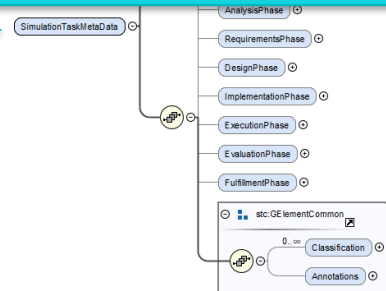 AnalysisPhase
SimulationTaskMetaData
RequirementsPhase
DesignPhase
ImplementationPhase
ExecutionPhase
EvaluationPhase
FulfillmentPhase
stc:GElementCommon
0..∞
Classification
Annotations